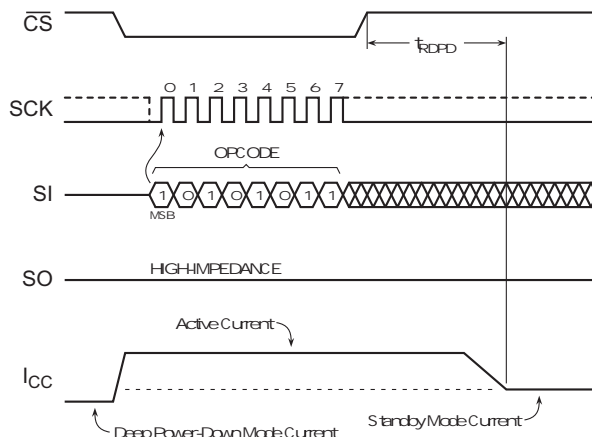 CS
tRDPD
SCK
0 1 2 3 4 5 6 7
OPCODE
SI
1 0 1 0 1 0 1 1
MSB
SO
HIGH-IMPEDANCE
Active Current
ICC
Deep Power-Down Mode Current
Standby Mode Current